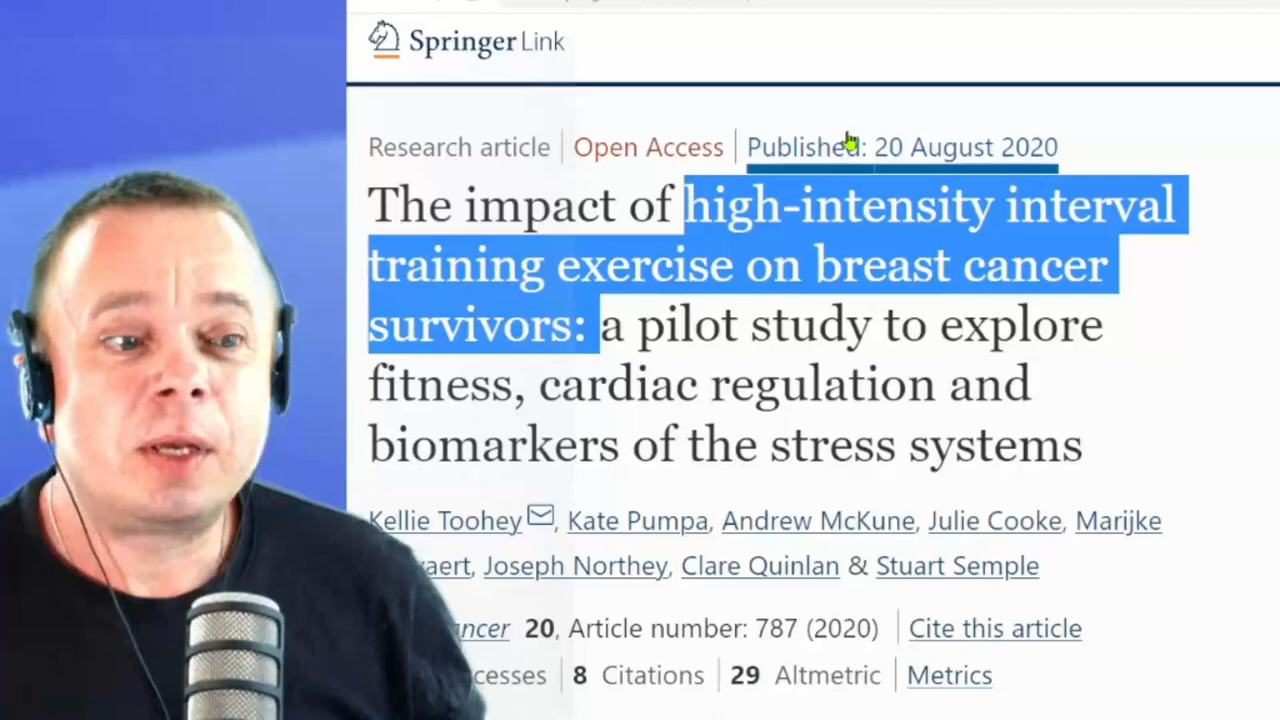 Springer Link
Research article Open Access Published: 20 August 2020
The impact of high-intensity interval
training exercise on breast cancer
survivors: a pilot study to explore
fitness, cardiac regulation and
biomarkers of the stress systems
Kellie Toohey, Kate Pumpa, Andrew McKune, Julie Cooke, Marijke
Joseph Northey, Clare Quinlan & Stuart Semple
20, Article number: 787 (2020) Cite this article
8 Citations 29 Altmetric Metrics